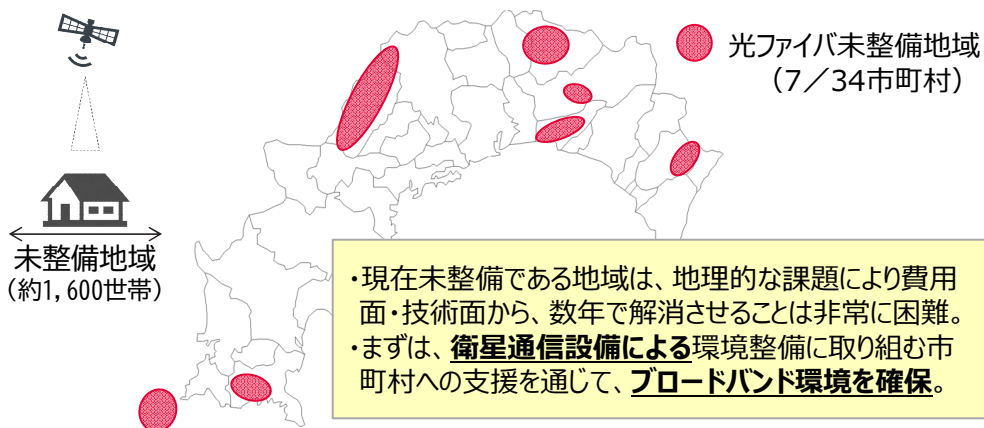 光ファイバ未整備地域
（7／34市町村）
未整備地域
（約1,600世帯）
・現在未整備である地域は、地理的な課題により費用
面・技術面から、数年で解消させることは非常に困難。
・まずは、衛星通信設備による環境整備に取り組む市
町村への支援を通じて、ブロードバンド環境を確保。